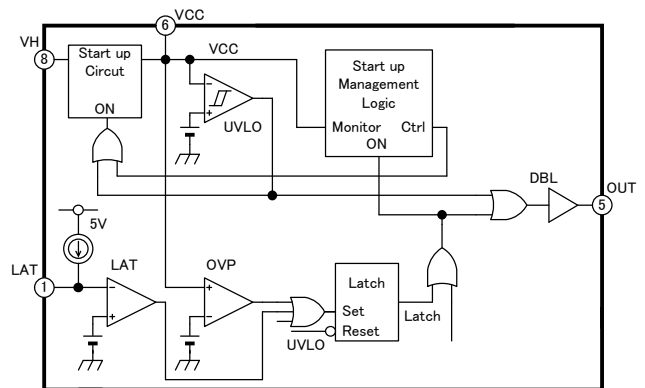 VCC
6
VH
8
Start up
Circut
ON
VCC
Start up
Management
Logic
Monitor Ctrl
ON
UVLO
DBL
OUT
5
5V
LAT
1
LAT
OVP
Latch
Set
Reset
UVLO
Latch